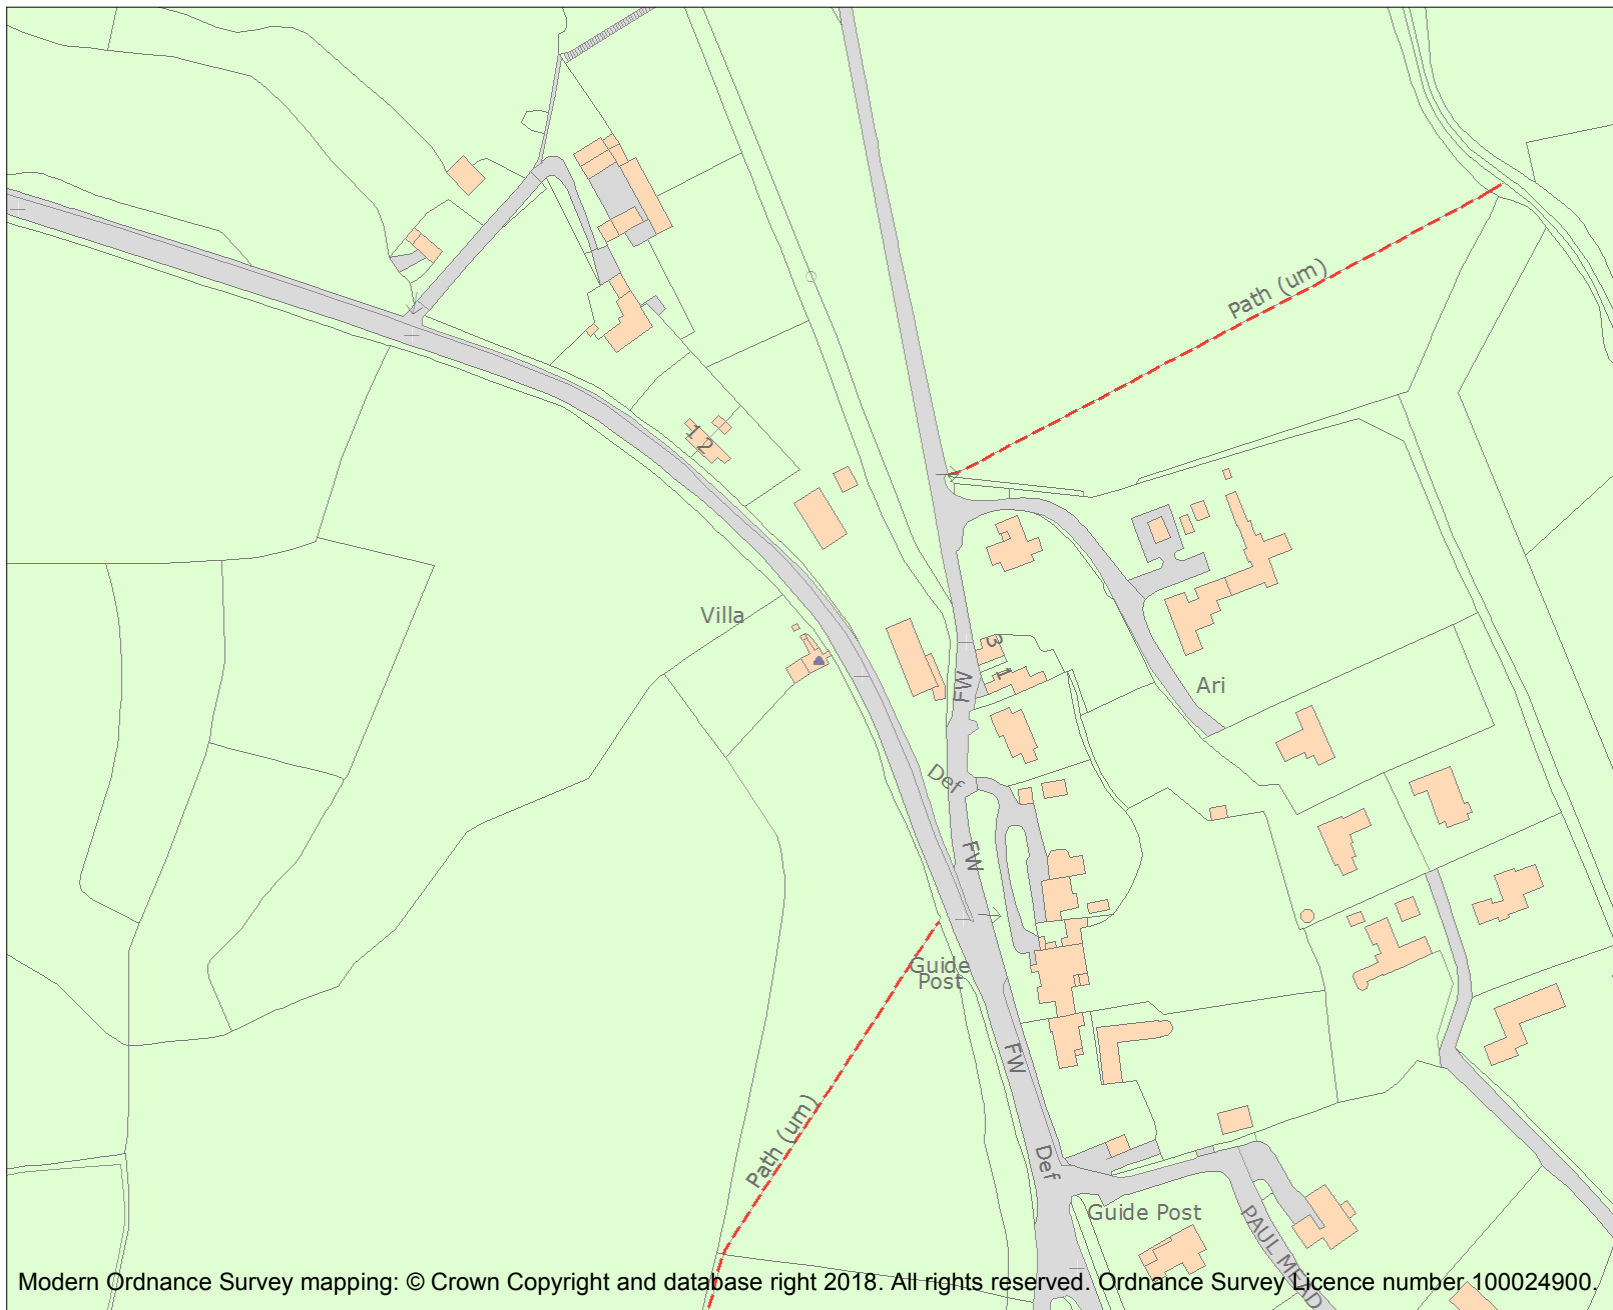 Path (um)
1 2
Villa
3
1
FW
Ari
Def
FW
Guide
Post
FW
Path (um)
Def
Guide Post
PAUL MEAD
Modern Ordnance Survey mapping: © Crown Copyright and database right 2018. All rights reserved. Ordnance Survey Licence number 100024900.